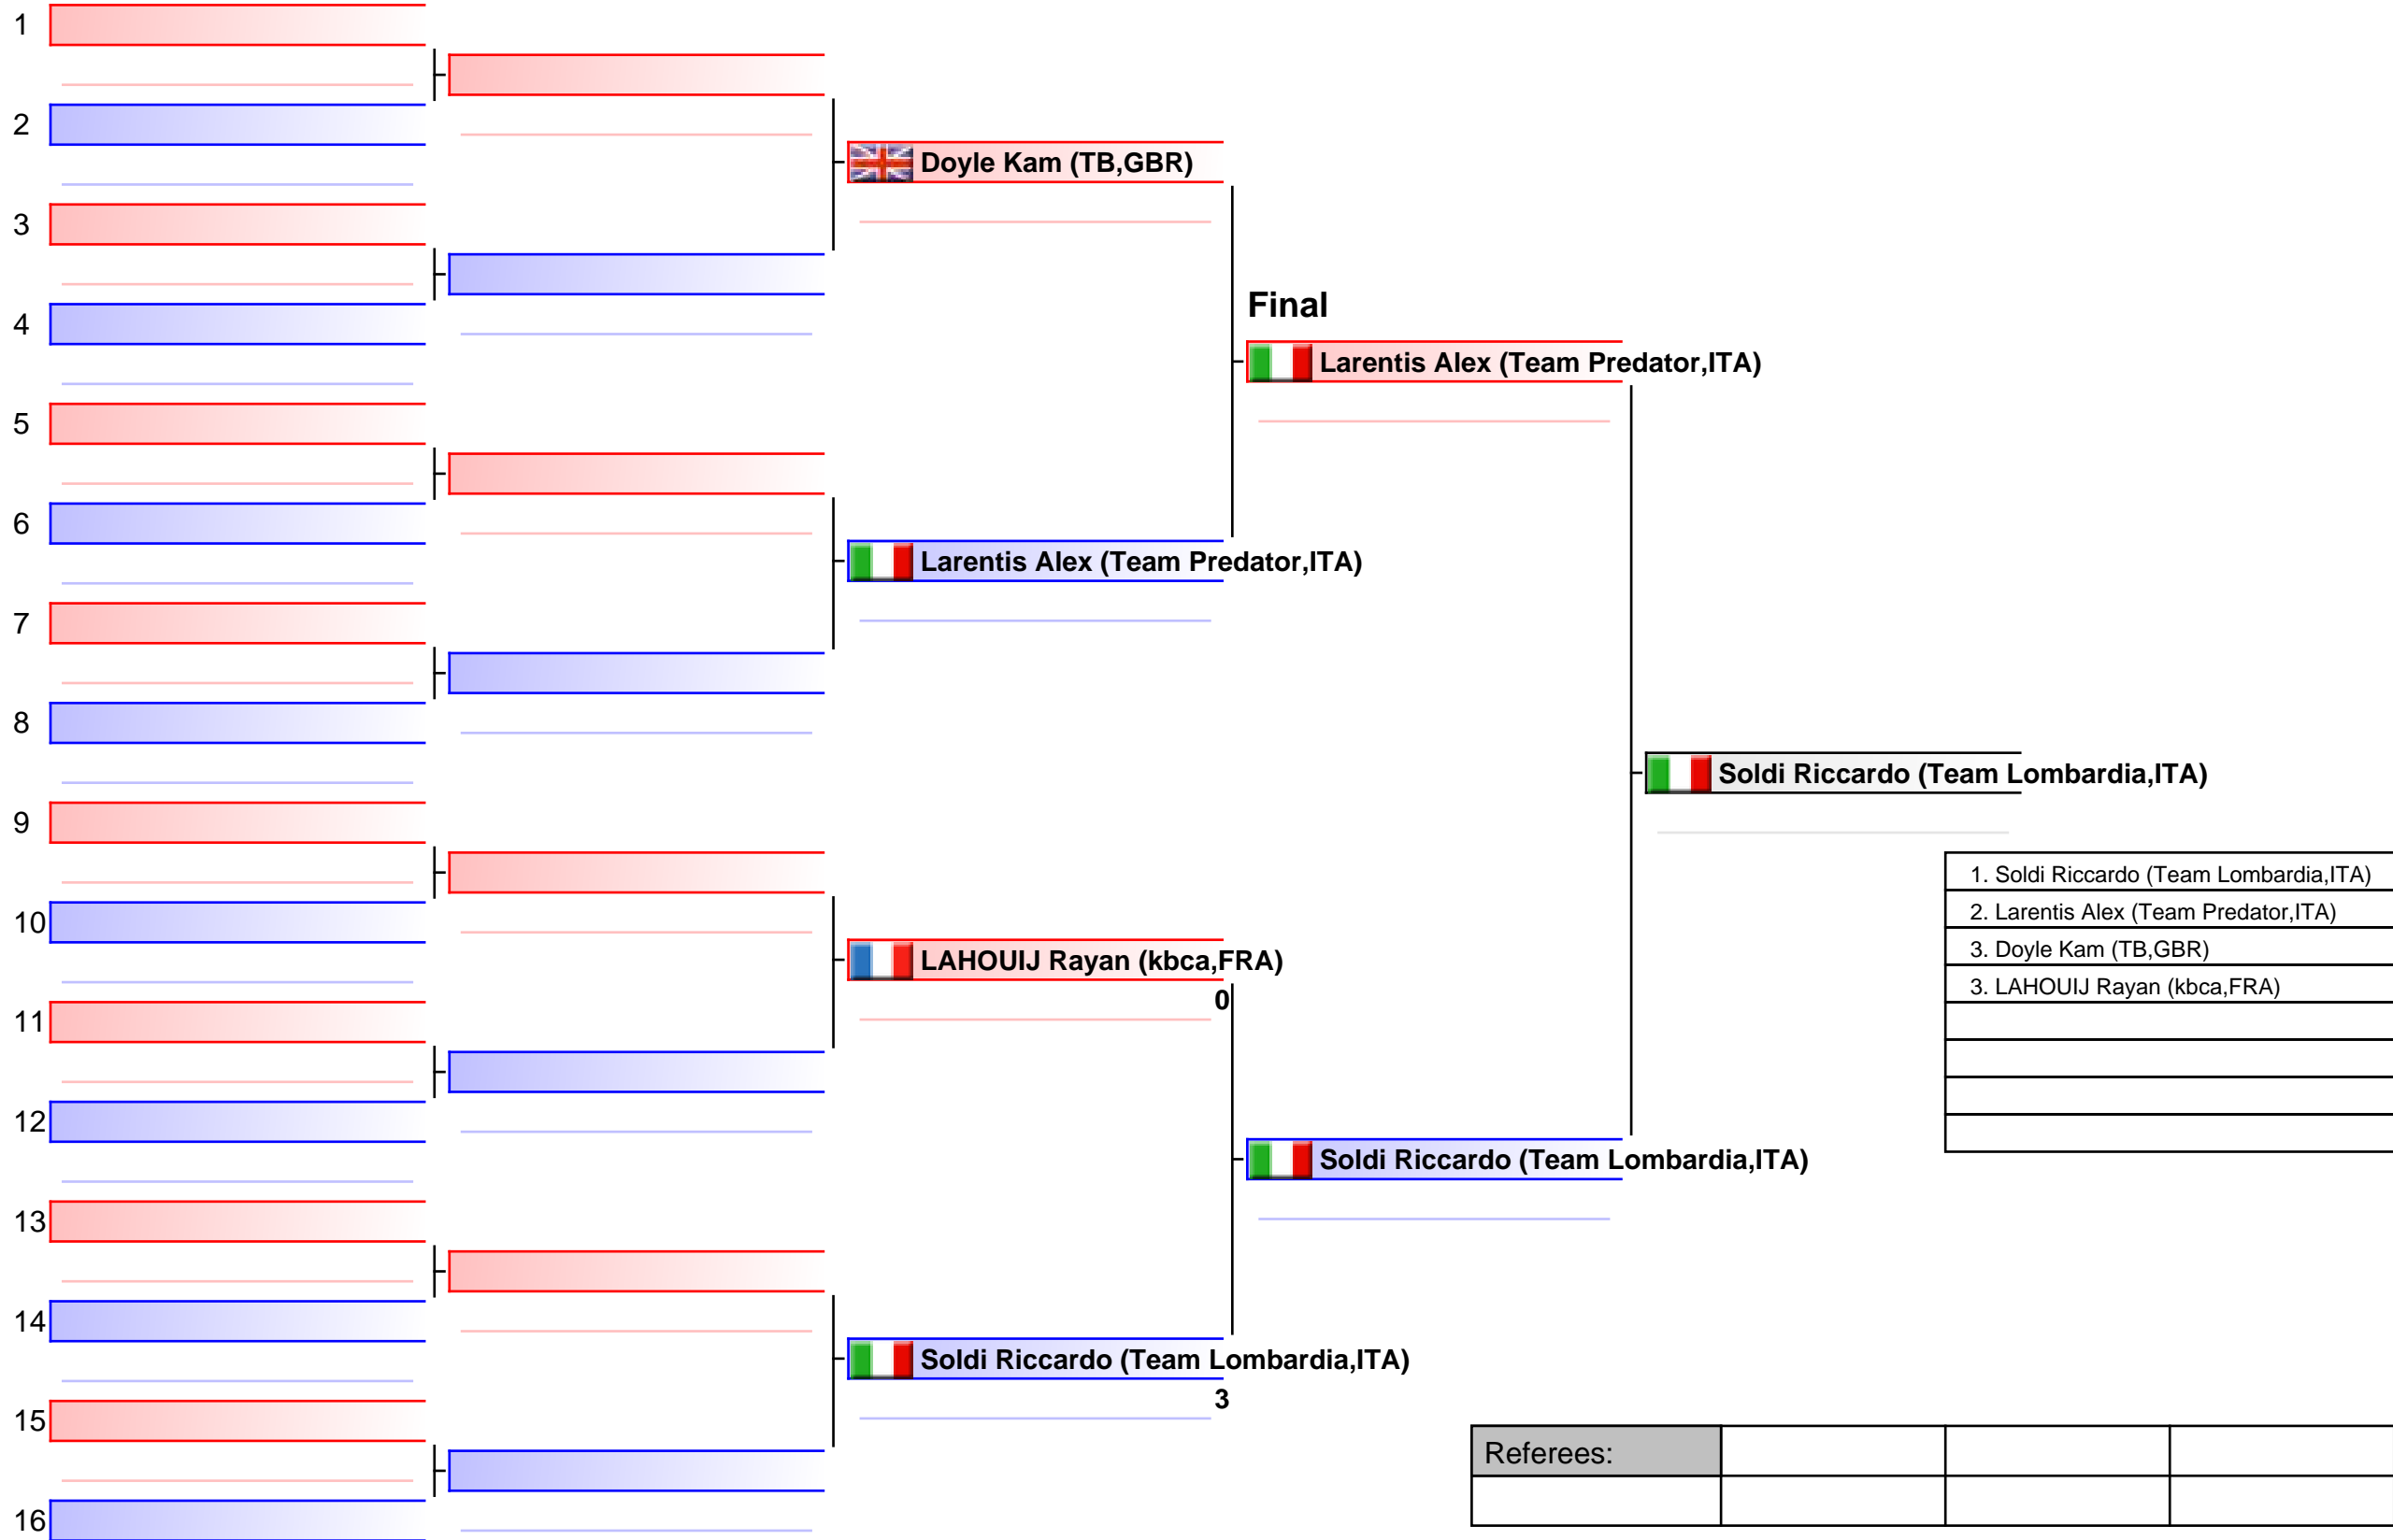 1
2
Doyle Kam (TB,GBR)
3
Final
4
Larentis Alex (Team Predator,ITA)
5
6
Larentis Alex (Team Predator,ITA)
7
8
Soldi Riccardo (Team Lombardia,ITA)
9
1. Soldi Riccardo (Team Lombardia,ITA)
2. Larentis Alex (Team Predator,ITA)
3. Doyle Kam (TB,GBR)
3. LAHOUIJ Rayan (kbca,FRA)
10
LAHOUIJ Rayan (kbca,FRA)
0
11
12
Soldi Riccardo (Team Lombardia,ITA)
13
14
Soldi Riccardo (Team Lombardia,ITA)
3
15
Referees:
16